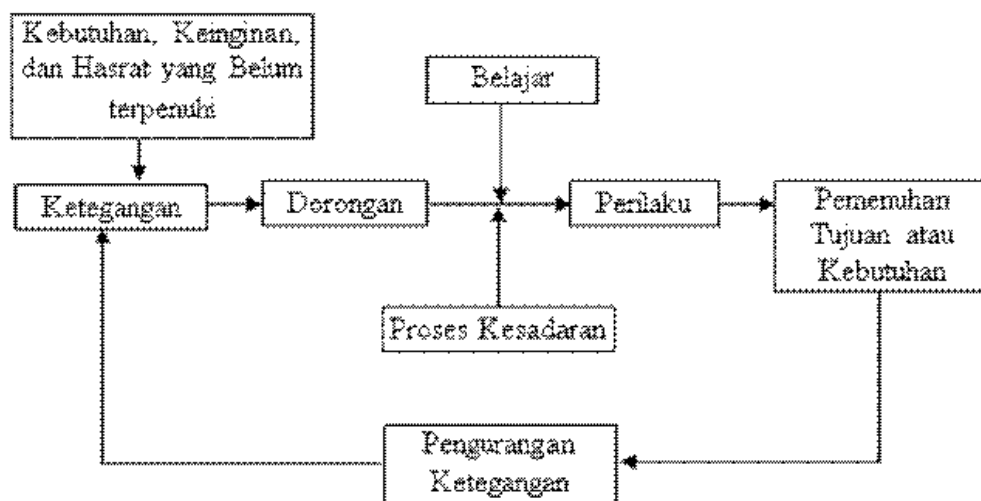 Kebutuhan, Keinginan,
dan Hasrat yang Belum
terpenuhi
Belajar
Ketegangan
Dorongan
Perilaku
Pemenuhan
Tujuan atau
Kebutuhan
Proses Kesadaran
Pengurangan
Ketegangan